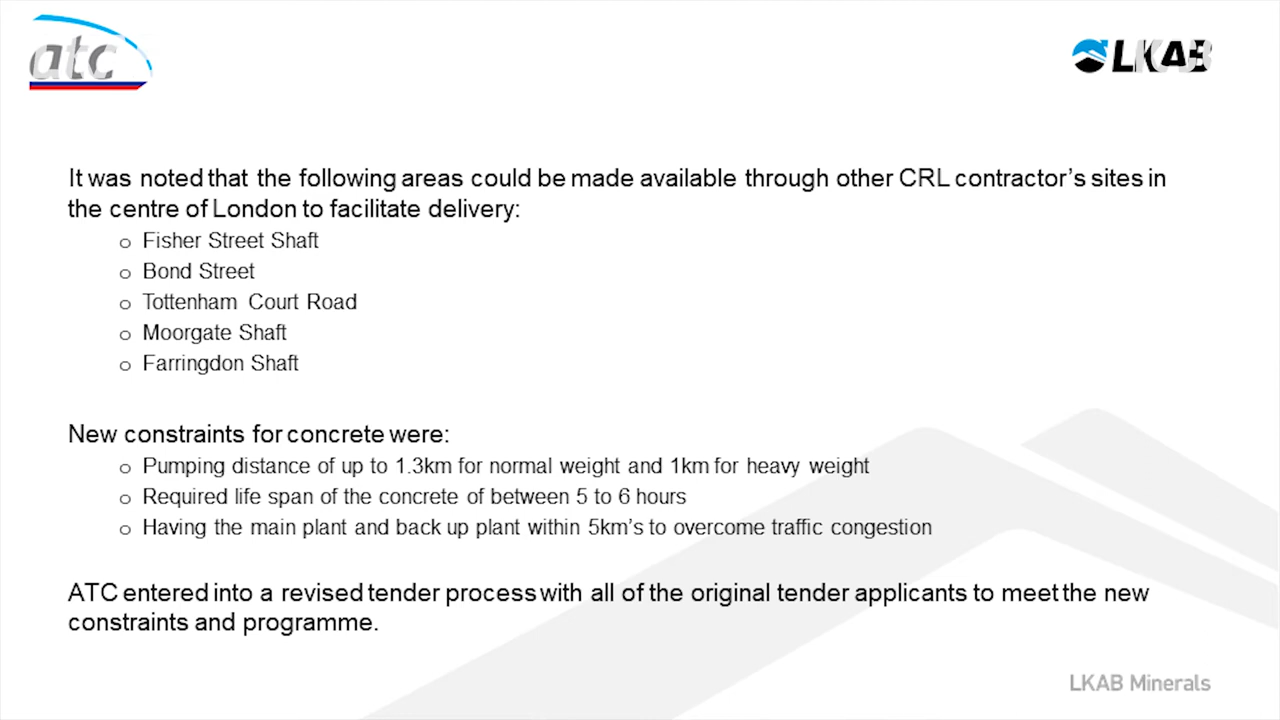 atc
LKAB
It was noted that the following areas could be made available through other CRL contractor's sites in
the centre of London to facilitate delivery:
o Fisher Street Shaft
o Bond Street
o Tottenham Court Road
o Moorgate Shaft
o Farringdon Shaft
New constraints for concrete were:
o Pumping distance of up to 1.3km for normal weight and 1km for heavy weight
o Required life span of the concrete of between 5 to 6 hours
o Having the main plant and back up plant within 5km's to overcome traffic congestion
ATC entered into a revised tender process with all of the original tender applicants to meet the new
constraints and programme.
LKAB Minerals